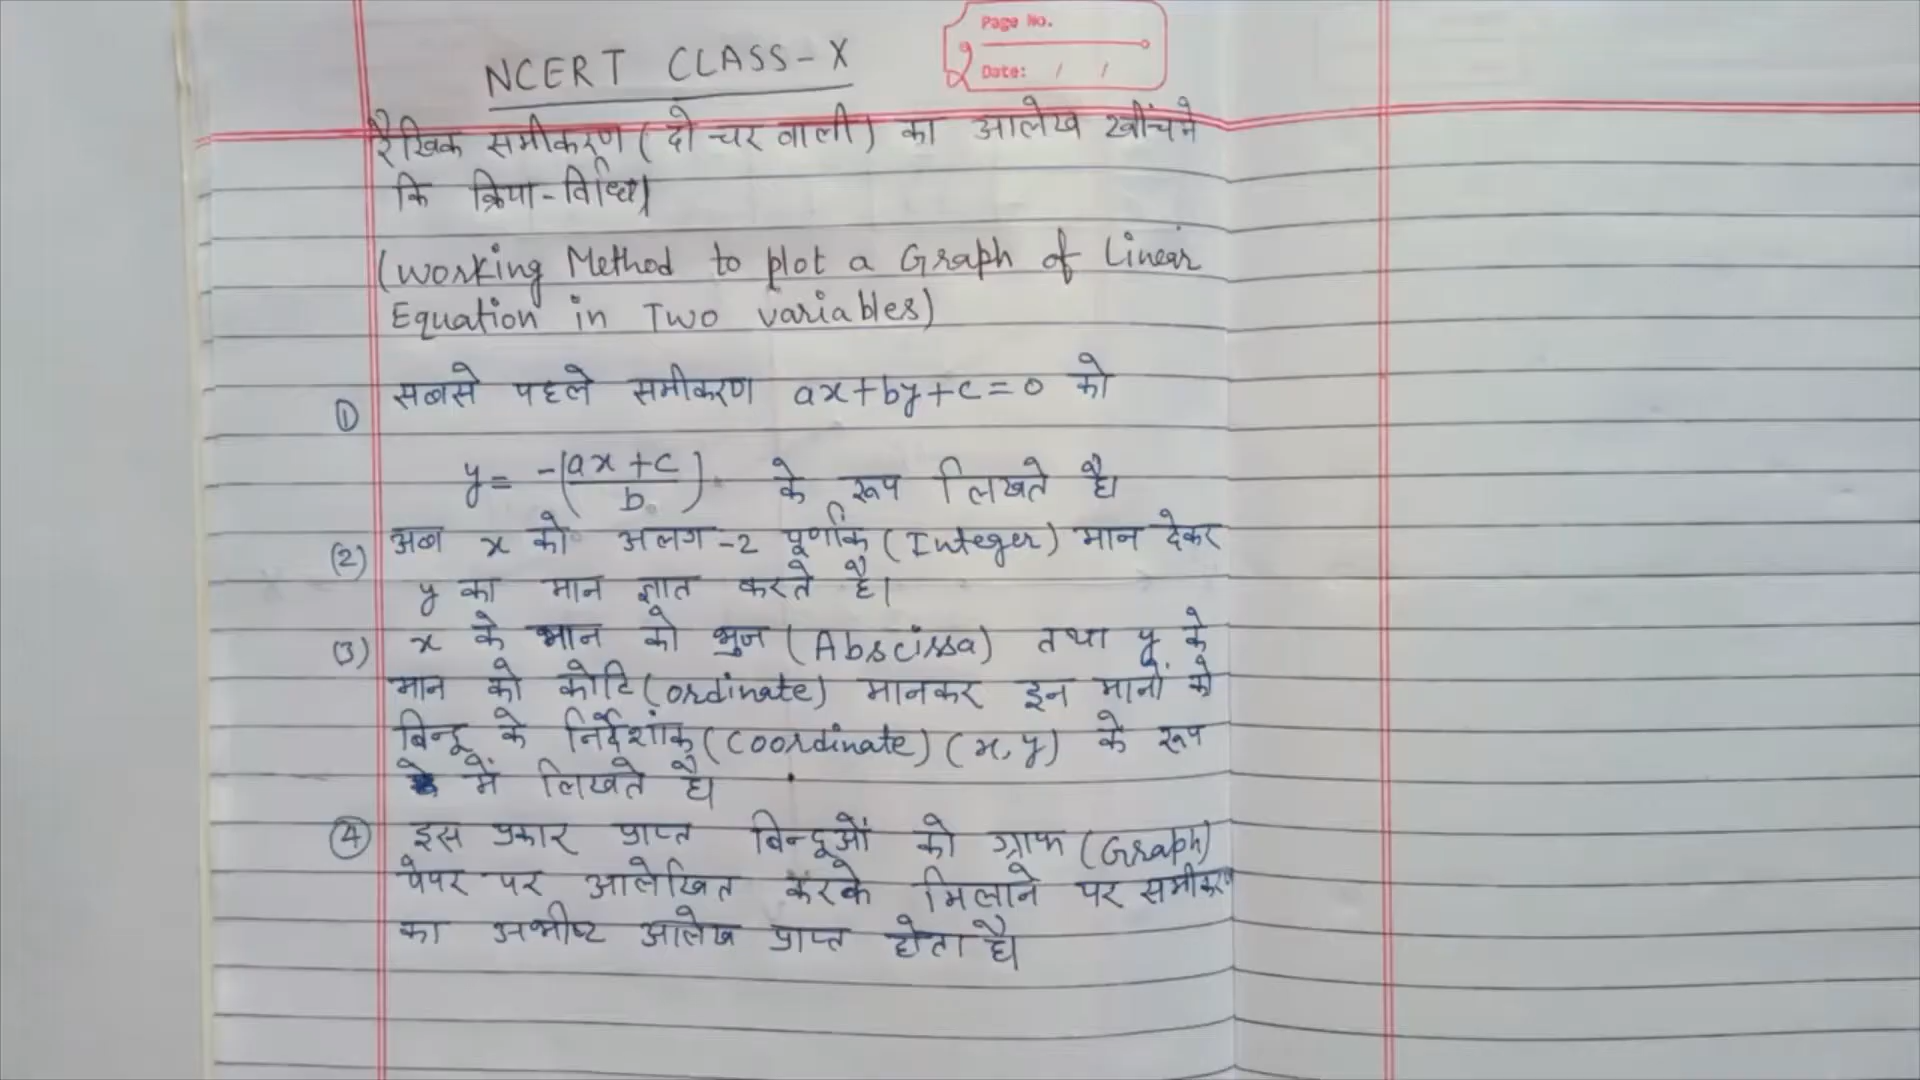 Page No.
Date: / /
NCERT CLASS-X
रैखिक समीकरण (दो चर वाली) का आलेख खींचने
कि क्रिया-विधि।
(Working Method to plot a Graph of Linear
Equation in Two variables)
① सबसे पहले समीकरण ax+by+c=0 को
y= -(ax+c/b) के रूप लिखते है।
(2) अब x को अलग-2 पूर्णांक (Integer) मान देकर
y का मान ज्ञात करते है।
(3) x के मान को भुज (Abscissa) तथा y के
मान को कोटि (ordinate) मानकर इन मानों को
बिन्दू के निर्देशांक (Coordinate) (x,y) के रूप
में लिखते है।
④ इस प्रकार प्राप्त बिन्दूओं को ग्राफ (Graph)
पेपर पर आलेखित करके मिलाने पर समीकरण
का अभीष्ट आलेख प्राप्त होता है।